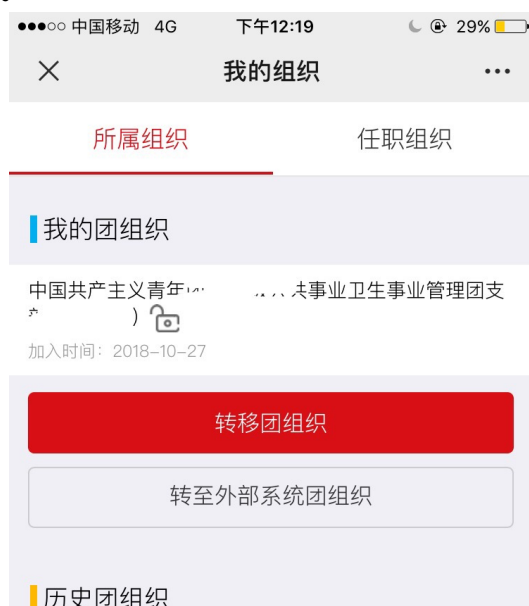 中国移动 4G 下午12:19 29%
我的组织
所属组织 任职组织
我的团组织
中国共产主义青年 共事业卫生事业管理团支
)
加入时间：2018-10-27
转移团组织
转至外部系统团组织
历史团组织